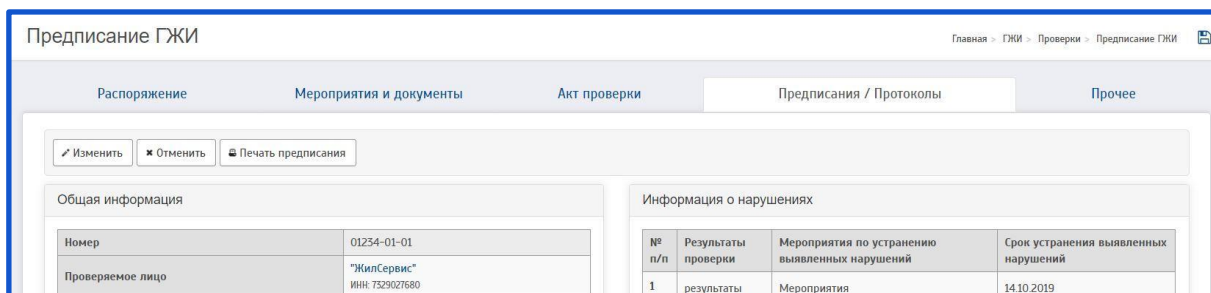 Предписание ГЖИ
Главная > ГЖИ > Проверки > Предписание ГЖИ
Распоряжение Мероприятия и документы Акт проверки Предписания / Протоколы Прочее
Изменить Отменить Печать предписания
Общая информация
Номер 01234-01-01
Проверяемое лицо "ЖилСервис"
ИНН: 7329027680
Информация о нарушениях
№ п/п Результаты проверки Мероприятия по устранению выявленных нарушений Срок устранения выявленных нарушений
1 результаты Мероприятия 14.10.2019